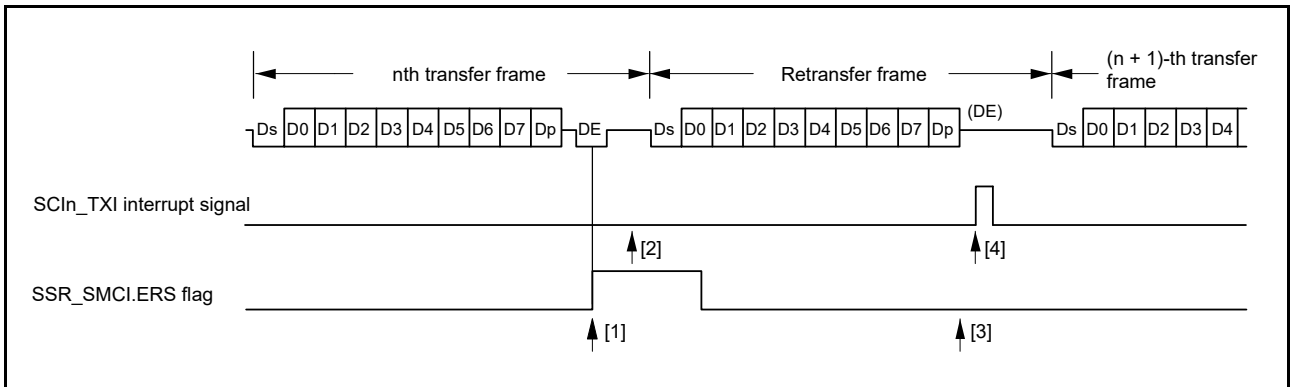 nth transfer frame
Retransfer frame
(n + 1)-th transfer
frame
Ds D0 D1 D2 D3 D4 D5 D6 D7 Dp DE Ds D0 D1 D2 D3 D4 D5 D6 D7 Dp (DE) Ds D0 D1 D2 D3 D4
SCIn_TXI interrupt signal
[2] [4]
SSR_SMCI.ERS flag
[1] [3]